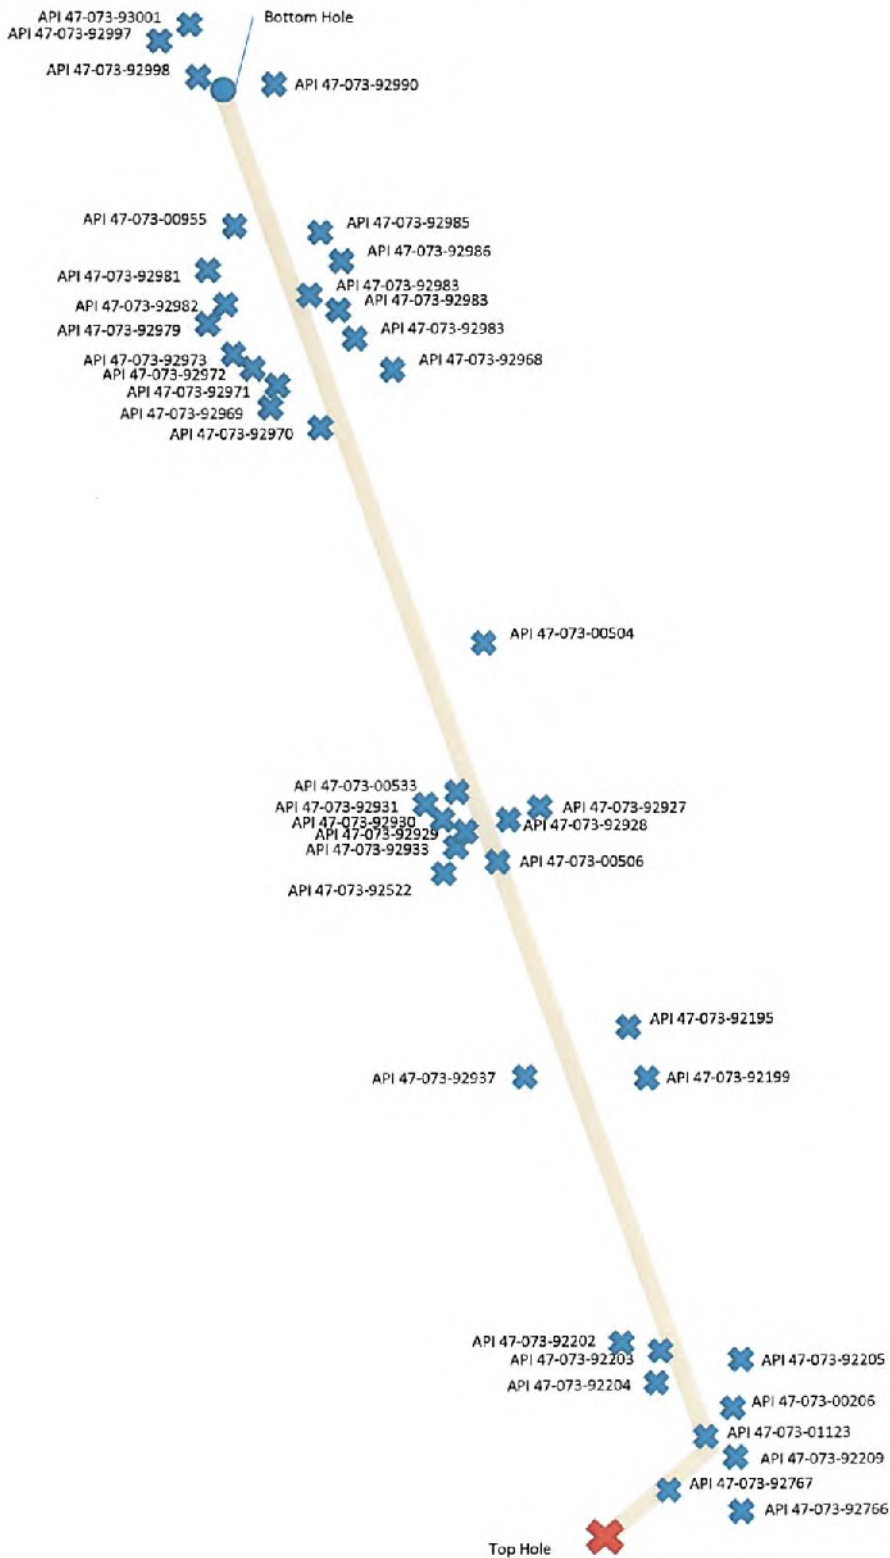 API 47-073-93001
Bottom Hole
API 47-073-92997
API 47-073-92998
API 47-073-92990
API 47-073-00955
API 47-073-92985
API 47-073-92986
API 47-073-92981
API 47-073-92983
API 47-073-92982
API 47-073-92983
API 47-073-92979
API 47-073-92983
API 47-073-92973
API 47-073-92968
API 47-073-92972
API 47-073-92971
API 47-073-92969
API 47-073-92970
API 47-073-00504
API 47-073-00533
API 47-073-92931
API 47-073-92927
API 47-073-92930
API 47-073-92928
API 47-073-92929
API 47-073-92933
API 47-073-00506
API 47-073-92522
API 47-073-92195
API 47-073-92937
API 47-073-92199
API 47-073-92202
API 47-073-92203
API 47-073-92205
API 47-073-92204
API 47-073-00206
API 47-073-01123
API 47-073-92209
API 47-073-92767
API 47-073-92766
Top Hole